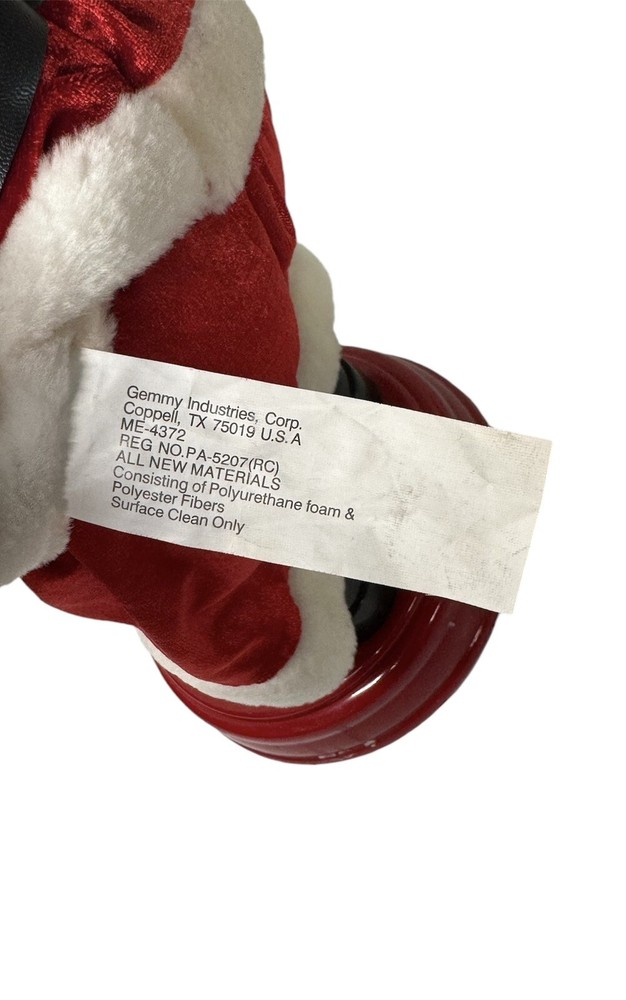 Gemmy Industries, Corp.
Coppell, TX 75019 U.S.A
ME-4372
REG NO.PA-5207(RC)
ALL NEW MATERIALS
Consisting of Polyurethane foam &
Polyester Fibers
Surface Clean Only